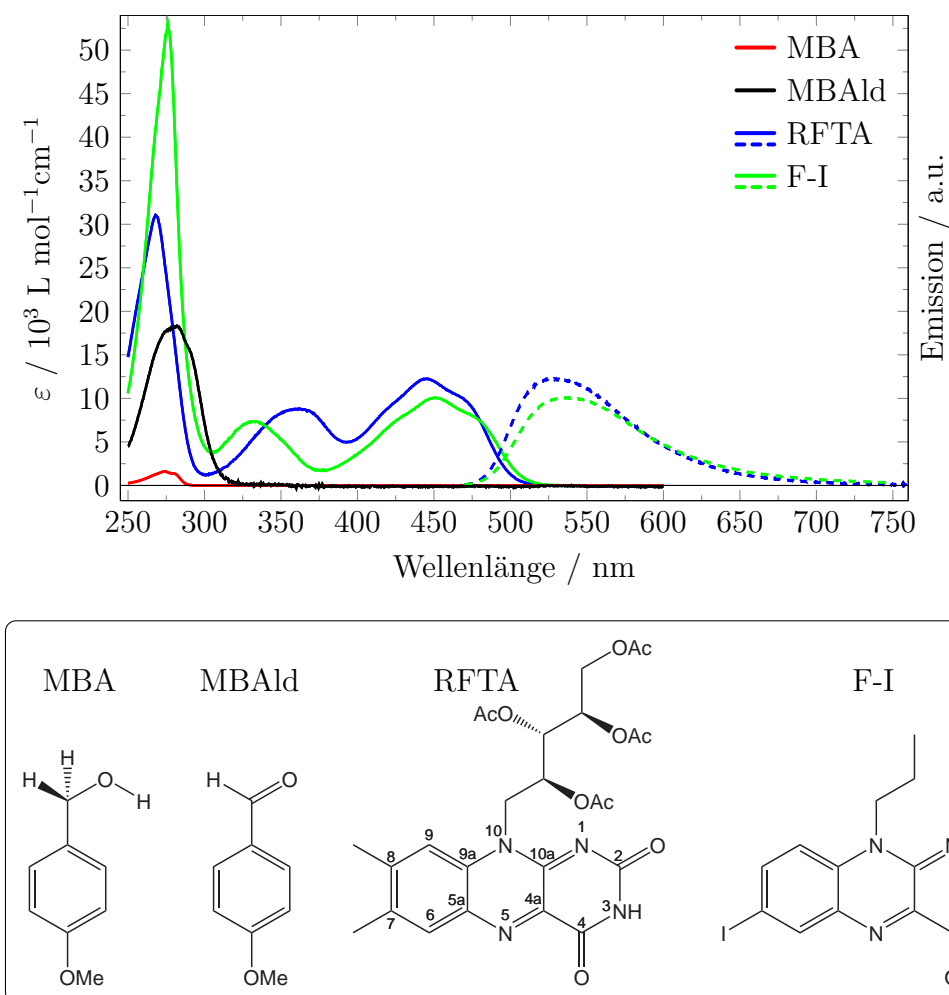 MBA
MBAld
RFTA
F-I
50
45
40
35
30
25
20
15
10
5
0
ε / 10³ L mol⁻¹cm⁻¹
Emission / a.u.
250 300 350 400 450 500 550 600 650 700 750
Wellenlänge / nm
MBA MBAld RFTA F-I
OAc
AcO
OAc
OAc
H
H
O
H
OMe
H
O
OMe
9
8
7
6
9a
5a
10
N
10a
4a
5
N
1
N
2
O
3
NH
4
O
N
N
N
I